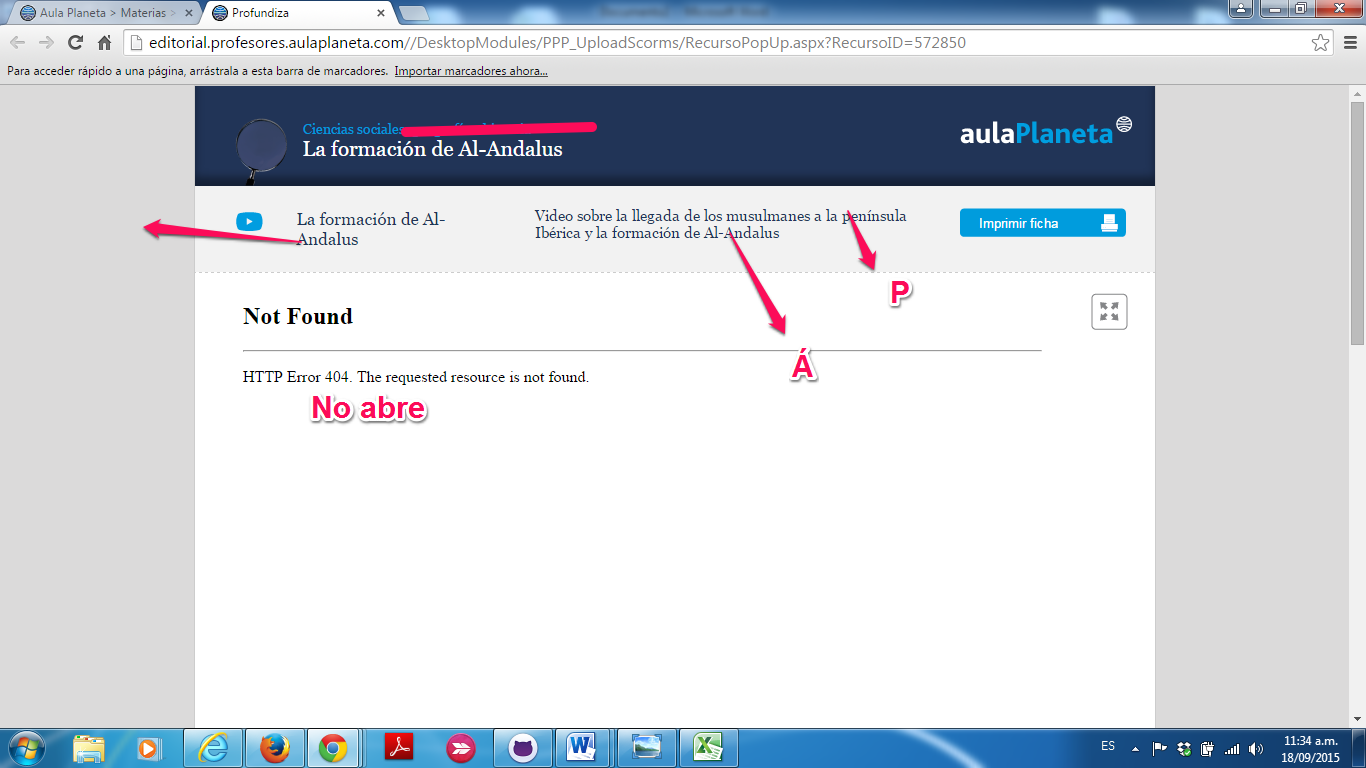 Aula Planeta > Materias >
Profundiza
editorial.profesores.aulaplaneta.com//DesktopModules/PPP_UploadScorms/RecursoPopUp.aspx?RecursoID=572850
Para acceder rápido a una página, arrástrala a esta barra de marcadores. Importar marcadores ahora...
Ciencias sociales
La formación de Al-Andalus
aulaPlaneta
La formación de Al-
Andalus
Video sobre la llegada de los musulmanes a la península
Ibérica y la formación de Al-Andalus
Imprimir ficha
P
Not Found
Á
HTTP Error 404. The requested resource is not found.
No abre
ES
11:34 a.m.
18/09/2015